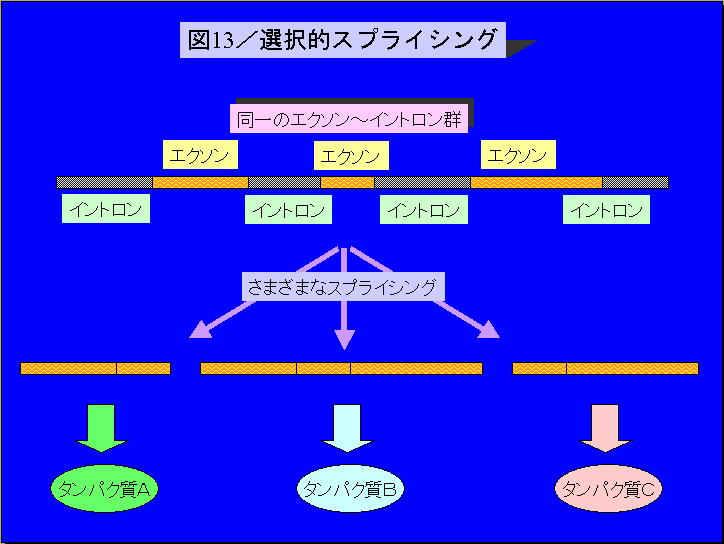 図13／選択的スプライシング
同一のエクソン～イントロン群
エクソン
エクソン
エクソン
イントロン
イントロン
イントロン
イントロン
さまざまなスプライシング
タンパク質A
タンパク質B
タンパク質C